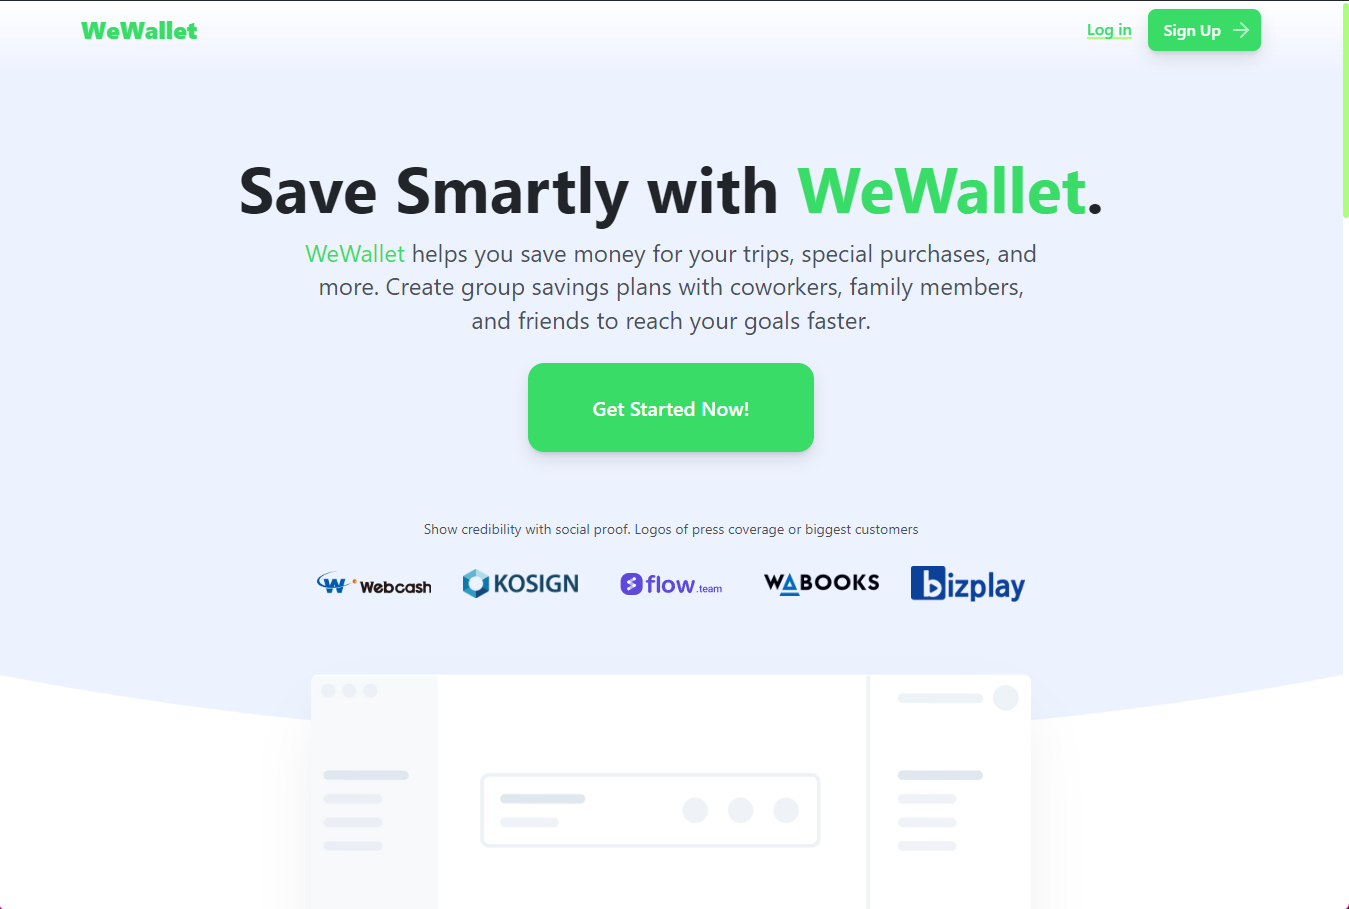 WeWallet
Log in
Sign Up
Save Smartly with WeWallet.
WeWallet helps you save money for your trips, special purchases, and
more. Create group savings plans with coworkers, family members,
and friends to reach your goals faster.
Get Started Now!
Show credibility with social proof. Logos of press coverage or biggest customers
Webcash
KOSIGN
flow.team
WABOOKS
bizplay